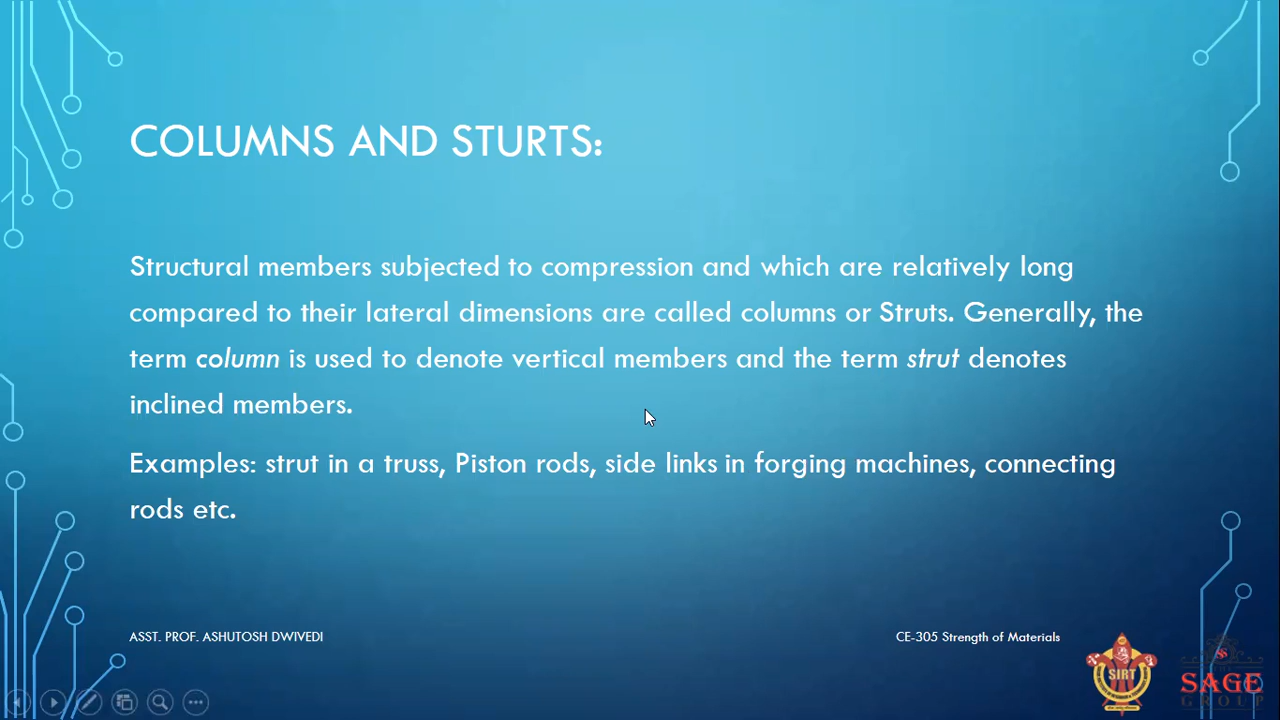 COLUMNS AND STURTS:
Structural members subjected to compression and which are relatively long
compared to their lateral dimensions are called columns or Struts. Generally, the
term column is used to denote vertical members and the term strut denotes
inclined members.
Examples: strut in a truss, Piston rods, side links in forging machines, connecting
rods etc.
ASST. PROF. ASHUTOSH DWIVEDI
CE-305 Strength of Materials
SIRT
SAGE
GROUP